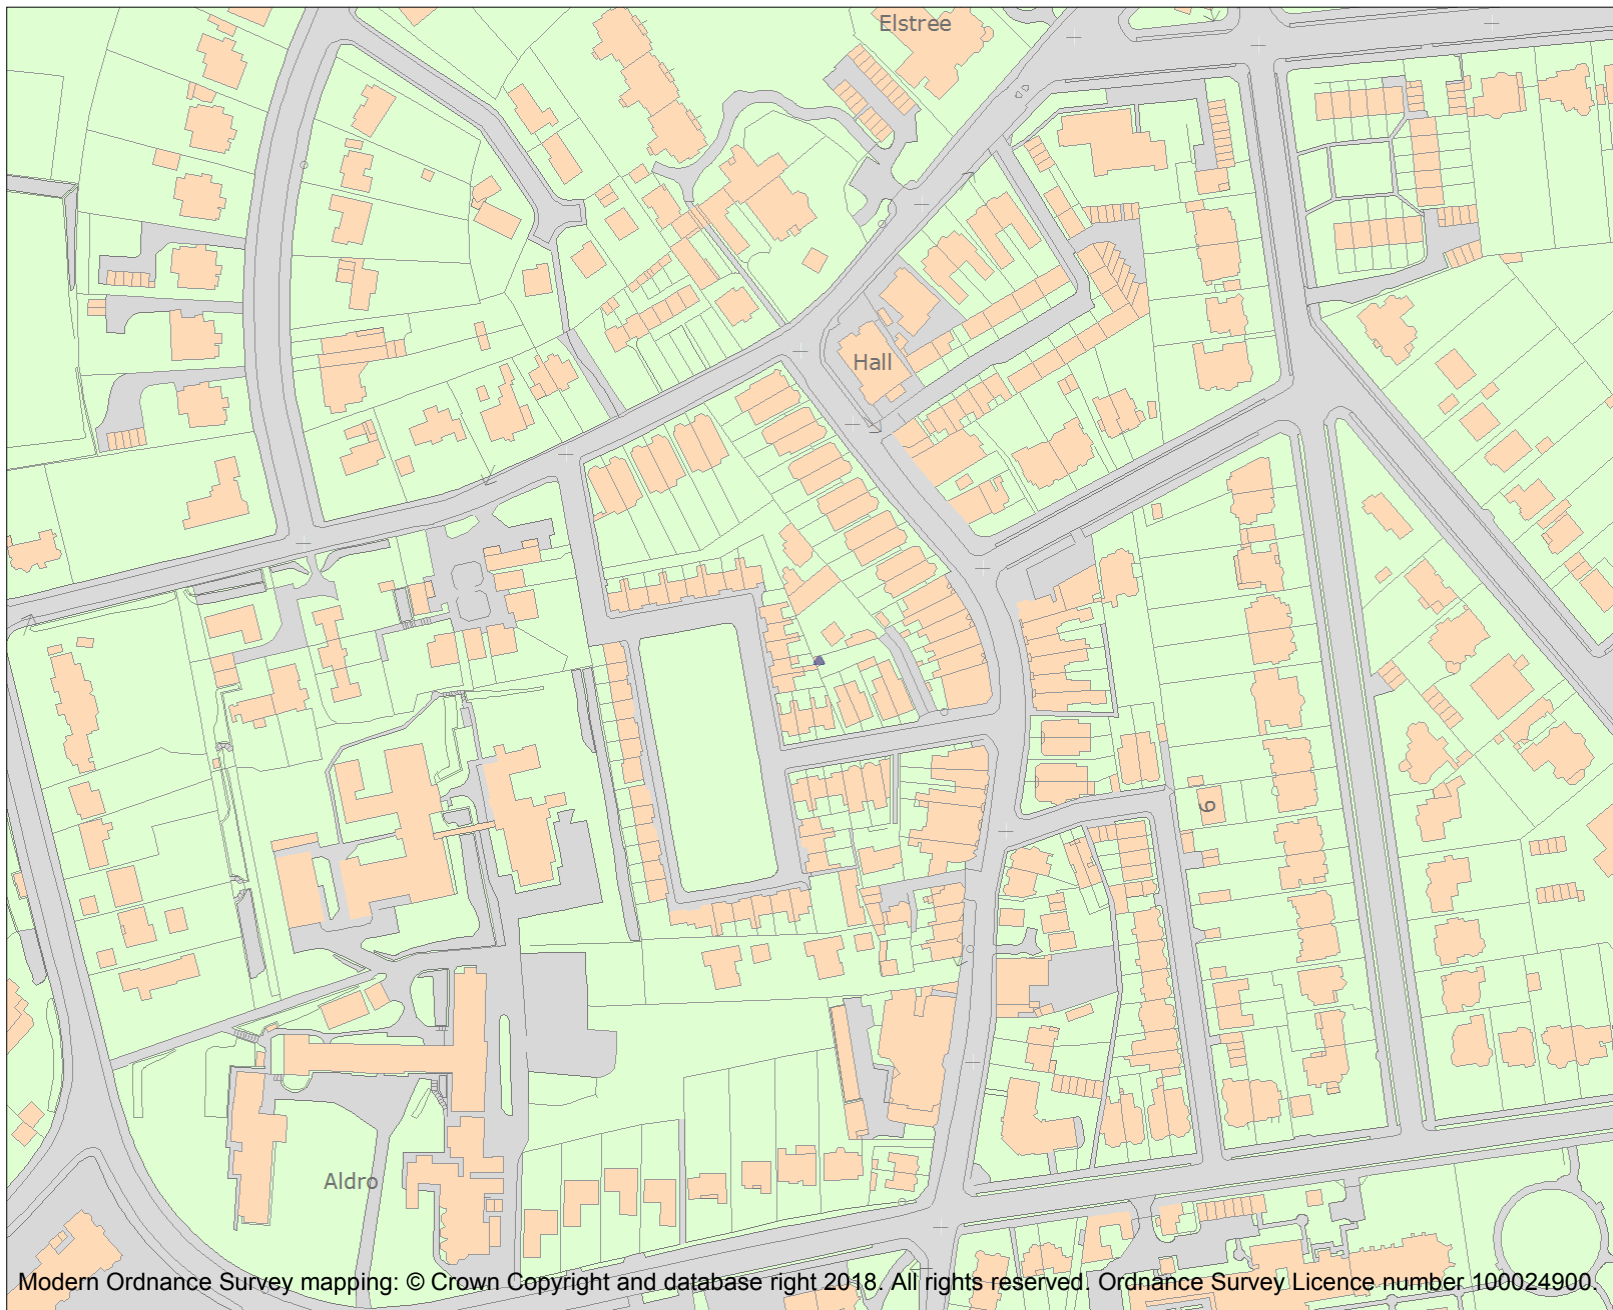 Elstree
Hall
6
Aldro
Modern Ordnance Survey mapping: © Crown Copyright and database right 2018. All rights reserved. Ordnance Survey Licence number 100024900.